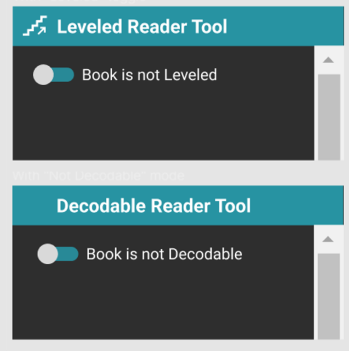 Leveled Reader Tool
Book is not Leveled
With "Not Decodable" mode
Decodable Reader Tool
Book is not Decodable